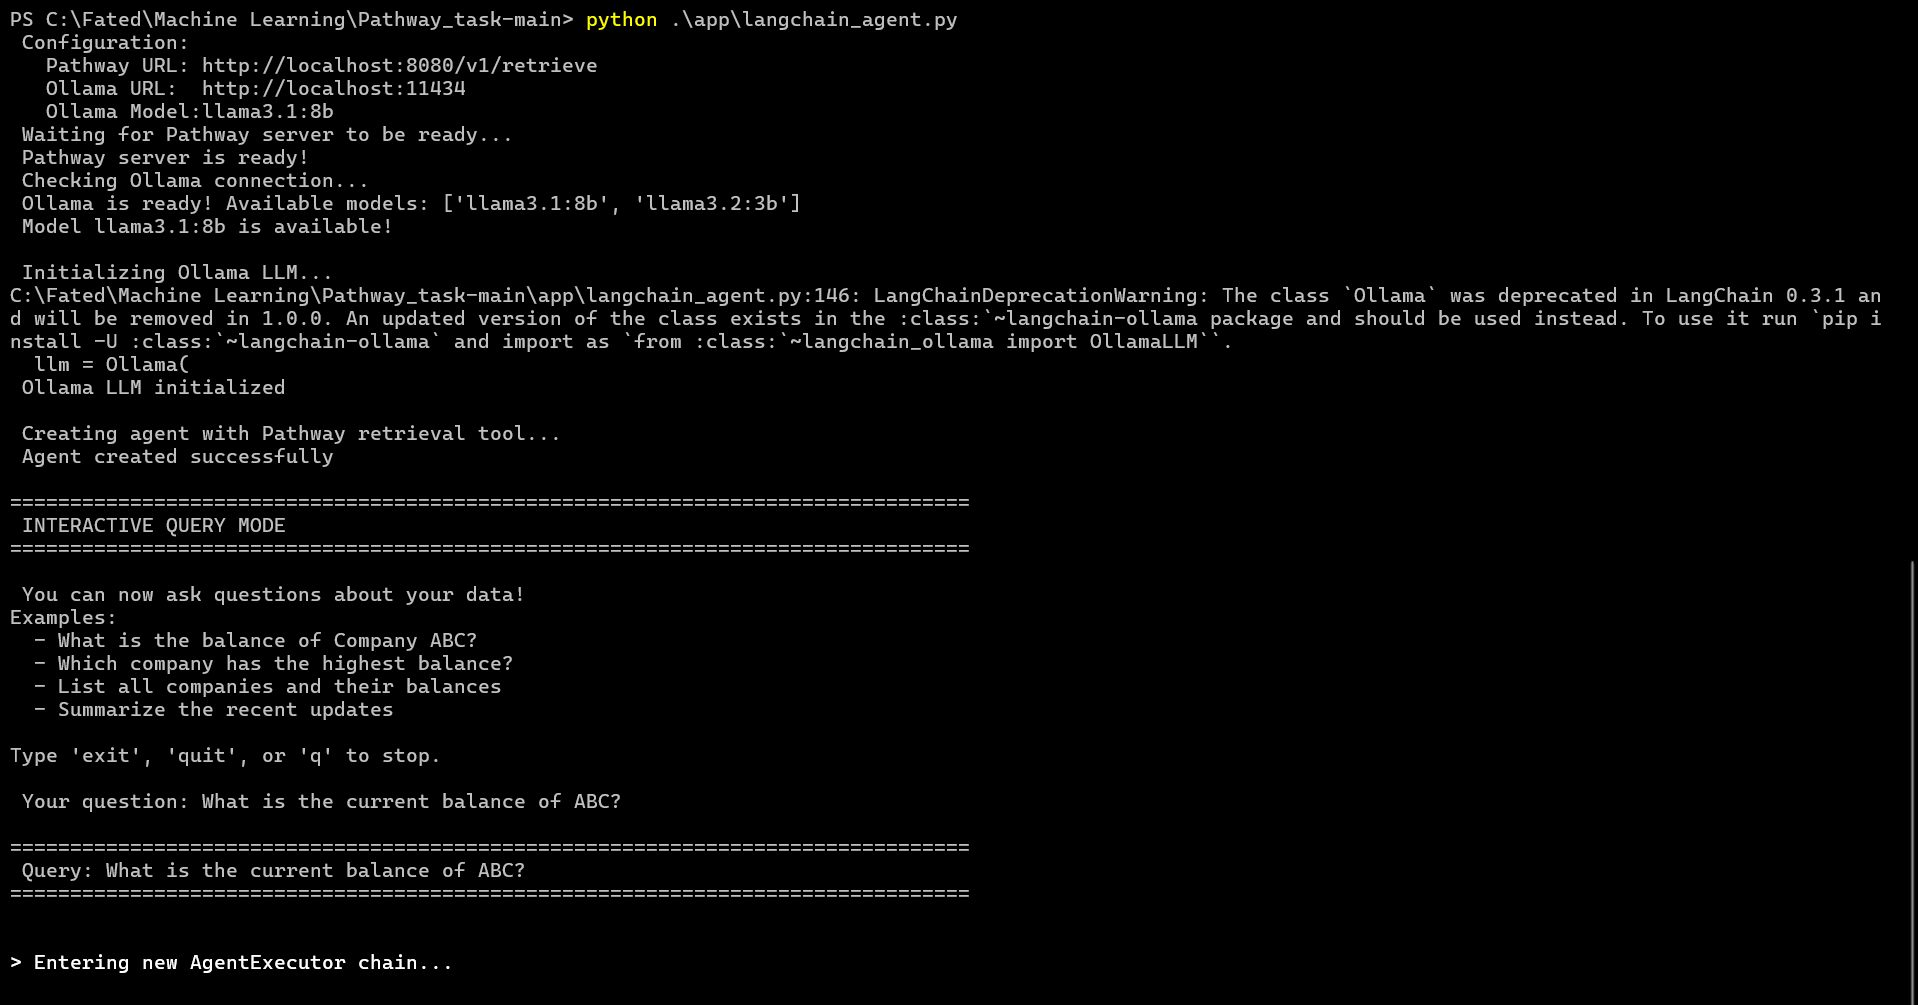 PS C:\Fated\Machine Learning\Pathway_task-main> python .\app\langchain_agent.py
Configuration:
Pathway URL: http://localhost:8080/v1/retrieve
Ollama URL:  http://localhost:11434
Ollama Model:llama3.1:8b
Waiting for Pathway server to be ready...
Pathway server is ready!
Checking Ollama connection...
Ollama is ready! Available models: ['llama3.1:8b', 'llama3.2:3b']
Model llama3.1:8b is available!
Initializing Ollama LLM...
C:\Fated\Machine Learning\Pathway_task-main\app\langchain_agent.py:146: LangChainDeprecationWarning: The class `Ollama` was deprecated in LangChain 0.3.1 an
d will be removed in 1.0.0. An updated version of the class exists in the :class:`~langchain-ollama package and should be used instead. To use it run `pip i
nstall -U :class:`~langchain-ollama` and import as `from :class:`~langchain_ollama import OllamaLLM``.
llm = Ollama(
Ollama LLM initialized
Creating agent with Pathway retrieval tool...
Agent created successfully
================================================================================
INTERACTIVE QUERY MODE
================================================================================
You can now ask questions about your data!
Examples:
- What is the balance of Company ABC?
- Which company has the highest balance?
- List all companies and their balances
- Summarize the recent updates
Type 'exit', 'quit', or 'q' to stop.
Your question: What is the current balance of ABC?
================================================================================
Query: What is the current balance of ABC?
================================================================================
> Entering new AgentExecutor chain...